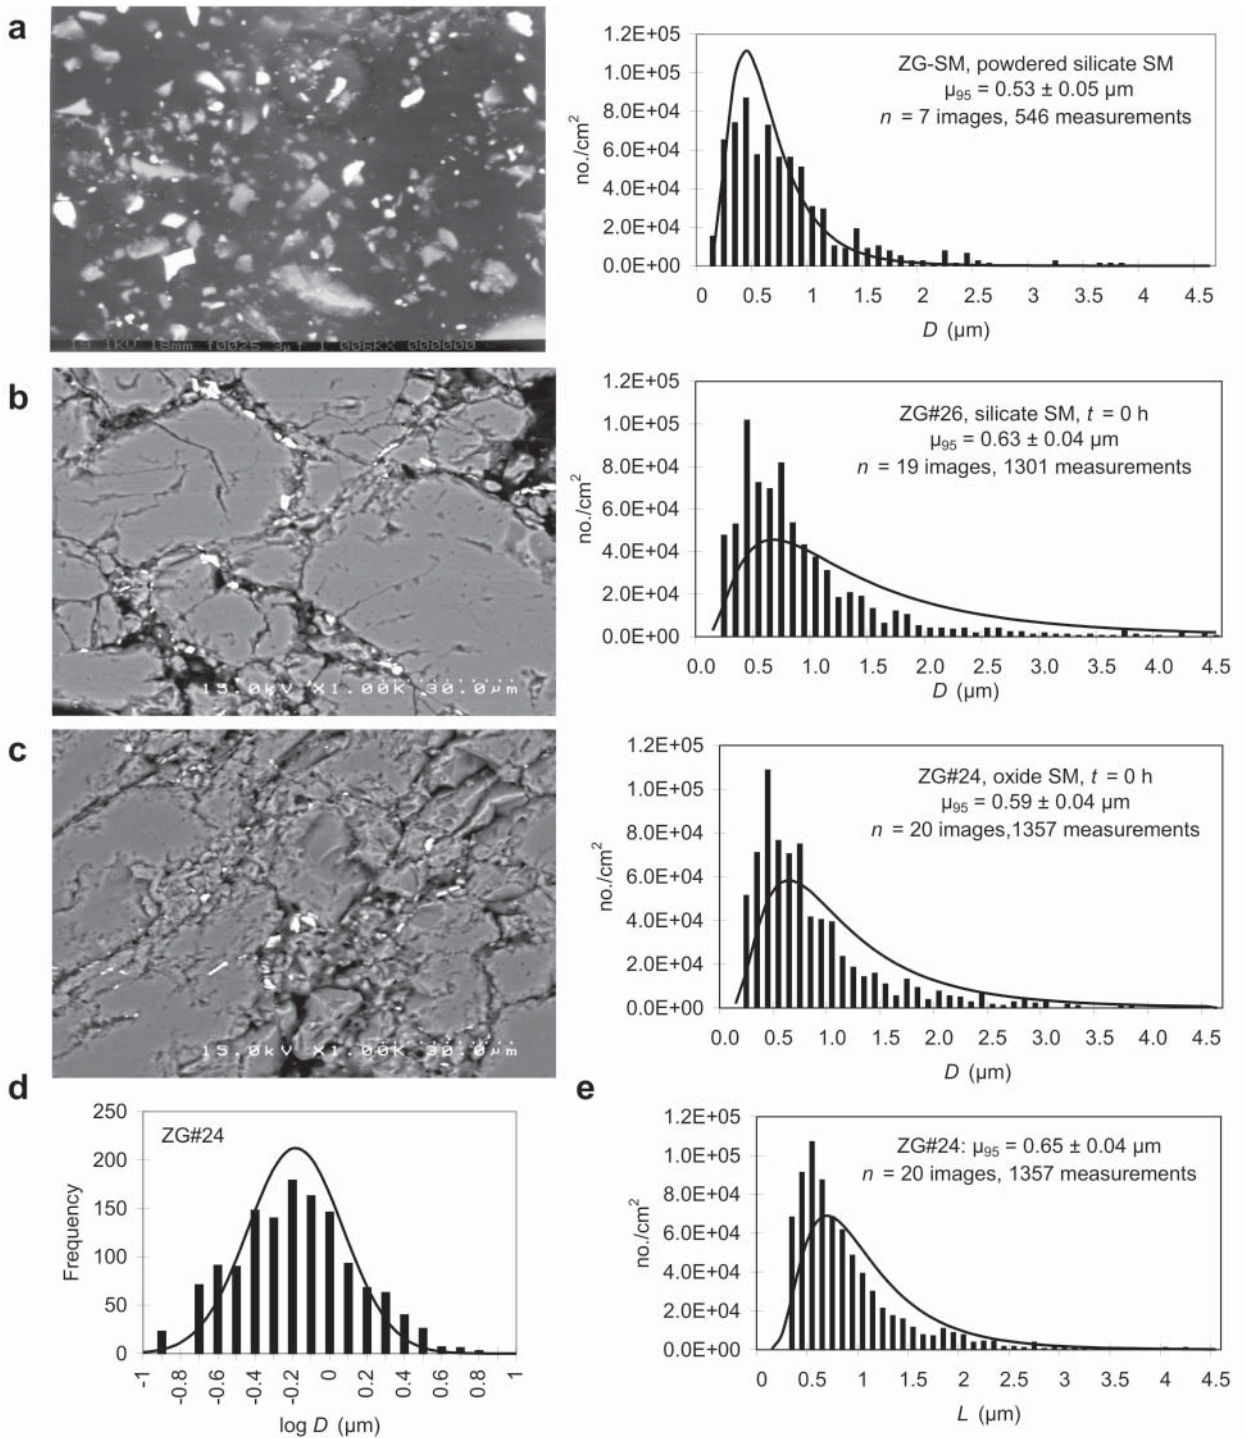 a
19.1KV 18mm
1.2E+05
1.0E+05
8.0E+04
6.0E+04
4.0E+04
2.0E+04
0.0E+00
no./cm²
ZG-SM, powdered silicate SM
µ₉₅ = 0.53 ± 0.05 µm
n = 7 images, 546 measurements
0 0.5 1 1.5 2 2.5 3 3.5 4 4.5
D (µm)
b
15.0kV X1.00K 30.0µm
1.2E+05
1.0E+05
8.0E+04
6.0E+04
4.0E+04
2.0E+04
0.0E+00
no./cm²
ZG#26, silicate SM, t = 0 h
µ₉₅ = 0.63 ± 0.04 µm
n = 19 images, 1301 measurements
0.0 0.5 1.0 1.5 2.0 2.5 3.0 3.5 4.0 4.5
D (µm)
c
15.0kV X1.00K 30.0µm
1.2E+05
1.0E+05
8.0E+04
6.0E+04
4.0E+04
2.0E+04
0.0E+00
no./cm²
ZG#24, oxide SM, t = 0 h
µ₉₅ = 0.59 ± 0.04 µm
n = 20 images,1357 measurements
0.0 0.5 1.0 1.5 2.0 2.5 3.0 3.5 4.0 4.5
D (µm)
d
250
200
150
100
50
0
Frequency
ZG#24
-1 -0.8 -0.6 -0.4 -0.2 0 0.2 0.4 0.6 0.8 1
log D (µm)
e
1.2E+05
1.0E+05
8.0E+04
6.0E+04
4.0E+04
2.0E+04
0.0E+00
no./cm²
ZG#24: µ₉₅ = 0.65 ± 0.04 µm
n = 20 images, 1357 measurements
0 0.5 1 1.5 2 2.5 3 3.5 4 4.5
L (µm)